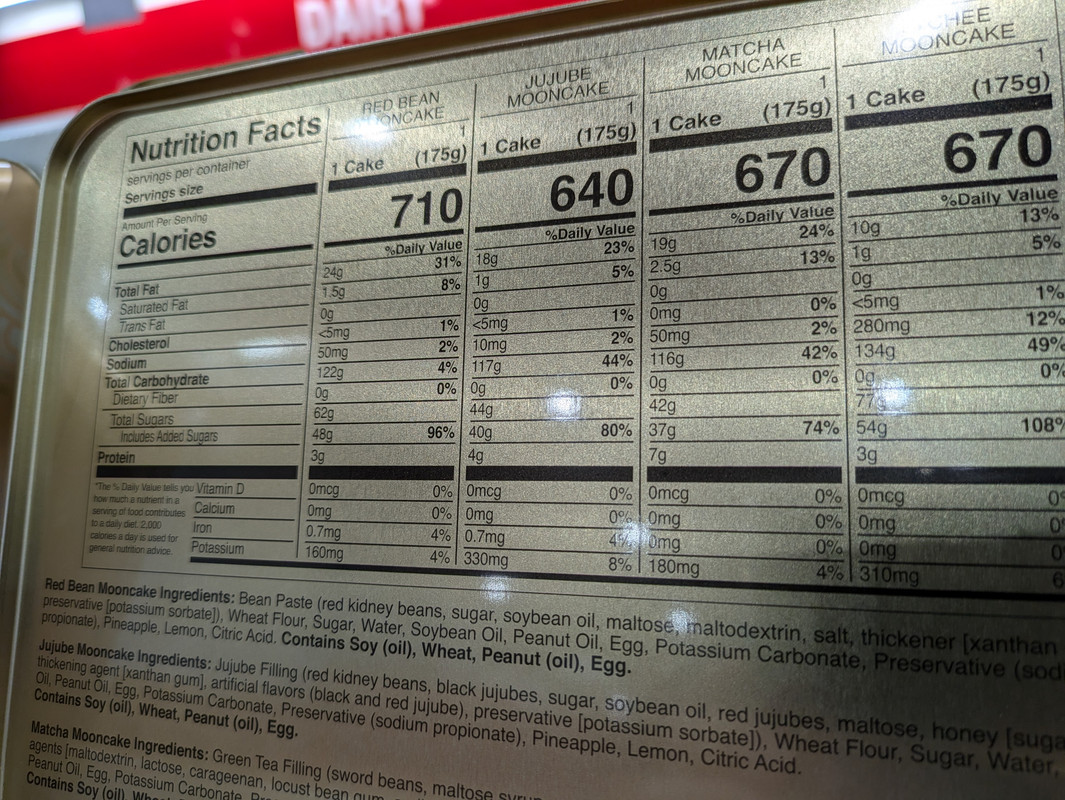 DAIRY
Nutrition Facts
servings per container
Servings size
Amount Per Serving
Calories
Total Fat
Saturated Fat
Trans Fat
Cholesterol
Sodium
Total Carbohydrate
Dietary Fiber
Total Sugars
Includes Added Sugars
Protein
*The % Daily Value tells you
how much a nutrient in a
serving of food contributes
to a daily diet. 2,000
calories a day is used for
general nutrition advice.
Vitamin D
Calcium
Iron
Potassium
RED BEAN
MOONCAKE
1
1 Cake (175g)
710
%Daily Value
24g 31%
1.5g 8%
0g
<5mg 1%
50mg 2%
122g 4%
0g 0%
62g
48g 96%
3g
0mcg 0%
0mg 0%
0.7mg 4%
160mg 4%
JUJUBE
MOONCAKE
1
1 Cake (175g)
640
%Daily Value
18g 23%
1g 5%
0g
<5mg 1%
10mg 2%
117g 44%
0g 0%
44g
40g 80%
4g
0mcg 0%
0mg 0%
0.7mg 4%
330mg 8%
MATCHA
MOONCAKE
1
1 Cake (175g)
670
%Daily Value
19g 24%
2.5g 13%
0g
0mg 0%
50mg 2%
116g 42%
0g 0%
42g
37g 74%
7g
0mcg 0%
0mg 0%
0mg 0%
180mg 4%
CHEE
MOONCAKE
1
1 Cake (175g)
670
%Daily Value
10g 13%
1g 5%
0g
<5mg 1%
280mg 12%
134g 49%
0g 0%
77
54g 108%
3g
0mcg 0
0mg 0
0mg 0
310mg 6
Red Bean Mooncake Ingredients: Bean Paste (red kidney beans, sugar, soybean oil, maltose, maltodextrin, salt, thickener [xanthan
preservative [potassium sorbate]), Wheat Flour, Sugar, Water, Soybean Oil, Peanut Oil, Egg, Potassium Carbonate, Preservative (sod
propionate), Pineapple, Lemon, Citric Acid. Contains Soy (oil), Wheat, Peanut (oil), Egg.
Jujube Mooncake Ingredients: Jujube Filling (red kidney beans, black jujubes, sugar, soybean oil, red jujubes, maltose, honey [suga
thickening agent [xanthan gum], artificial flavors (black and red jujube), preservative [potassium sorbate]), Wheat Flour, Sugar, Water,
Oil, Peanut Oil, Egg, Potassium Carbonate, Preservative (sodium propionate), Pineapple, Lemon, Citric Acid.
Contains Soy (oil), Wheat, Peanut (oil), Egg.
Matcha Mooncake Ingredients: Green Tea Filling (sword beans, maltose syru
agents [maltodextrin, lactose, carageenan, locust bean gum,
Peanut Oil, Egg, Potassium Carbonate, Pre
Contains Soy (oil), Whe